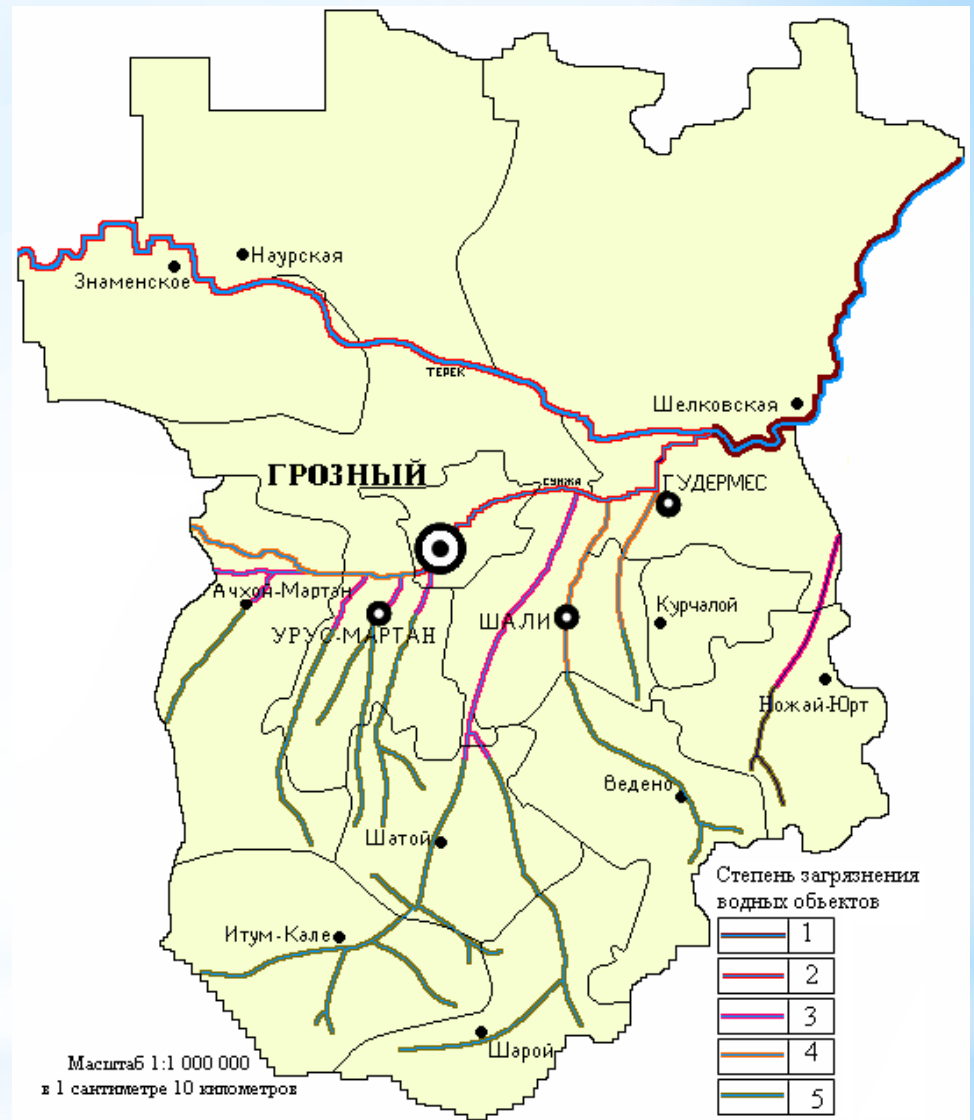 Наурская
Знаменское
ТЕРЕК
Шелковская
ГРОЗНЫЙ
СУНЖА
ГУДЕРМЕС
Ачхой-Мартан
УРУС-МАРТАН
ШАЛИ
Курчалой
Ножай-Юрт
Ведено
Шатой
Итум-Кале
Шарой
Степень загрязнения
водных обьектов
1
2
3
4
5
Масштаб 1:1 000 000
в 1 сантиметре 10 километров